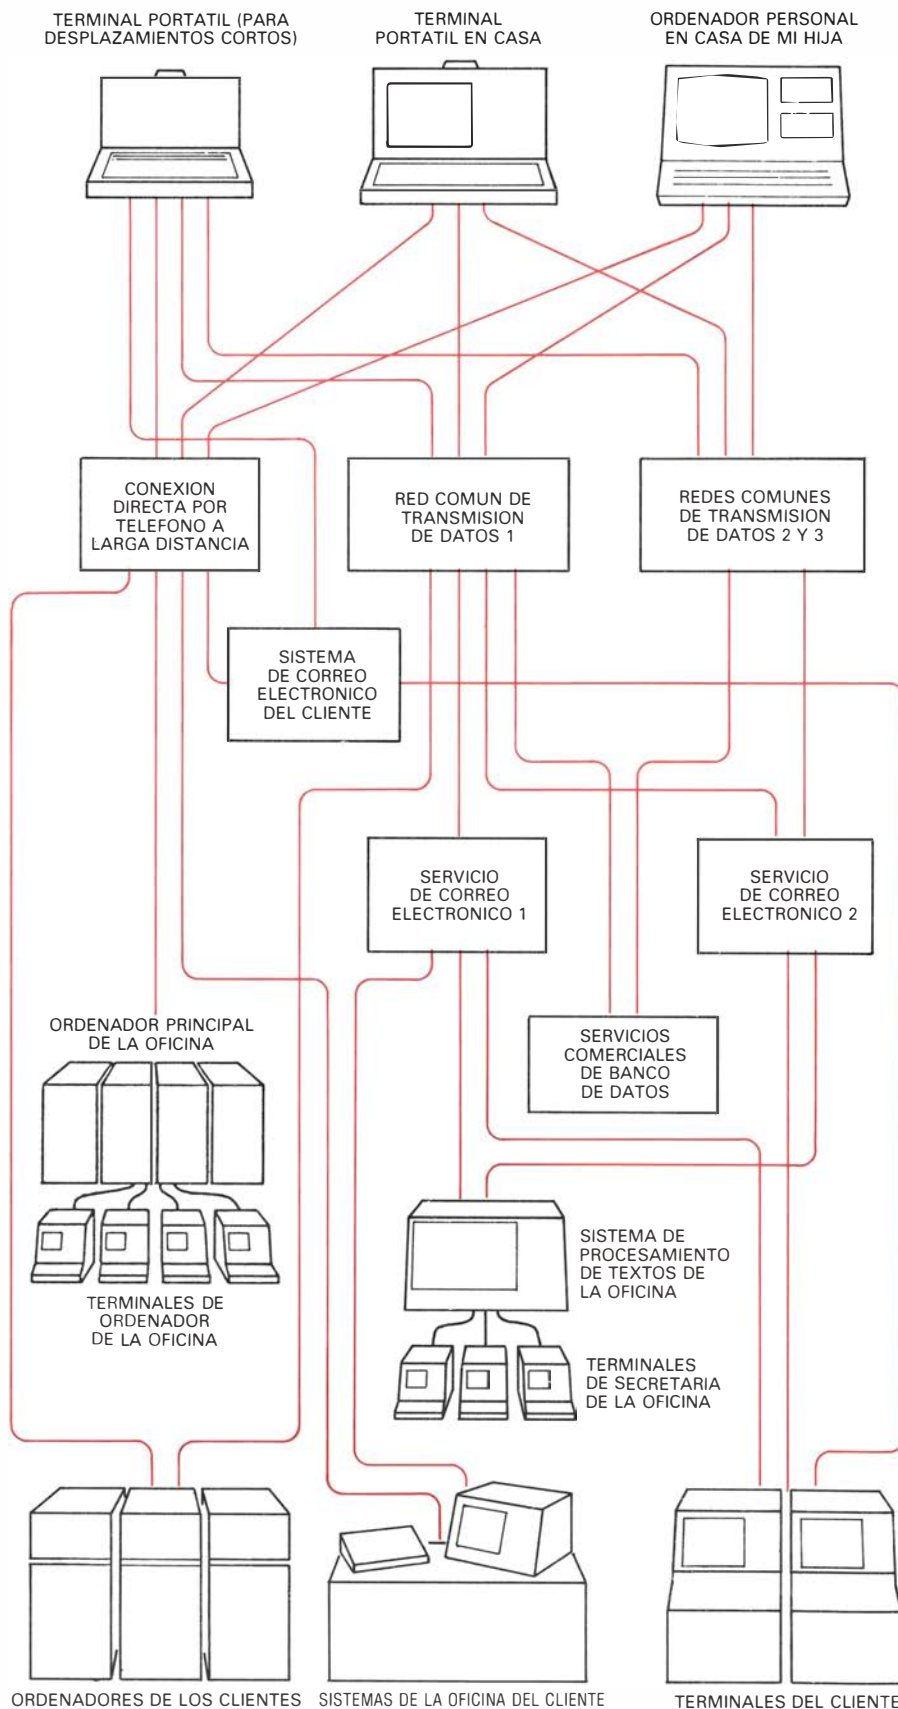 TERMINAL PORTATIL (PARA
DESPLAZAMIENTOS CORTOS)
TERMINAL
PORTATIL EN CASA
ORDENADOR PERSONAL
EN CASA DE MI HIJA
CONEXION
DIRECTA POR
TELEFONO A
LARGA DISTANCIA
RED COMUN DE
TRANSMISION
DE DATOS 1
REDES COMUNES
DE TRANSMISION
DE DATOS 2 Y 3
SISTEMA
DE CORREO
ELECTRONICO
DEL CLIENTE
SERVICIO
DE CORREO
ELECTRONICO 1
SERVICIO
DE CORREO
ELECTRONICO 2
ORDENADOR PRINCIPAL
DE LA OFICINA
SERVICIOS
COMERCIALES
DE BANCO
DE DATOS
TERMINALES DE
ORDENADOR
DE LA OFICINA
SISTEMA DE
PROCESAMIENTO
DE TEXTOS DE
LA OFICINA
TERMINALES
DE SECRETARIA
DE LA OFICINA
ORDENADORES DE LOS CLIENTES
SISTEMAS DE LA OFICINA DEL CLIENTE
TERMINALES DEL CLIENTE